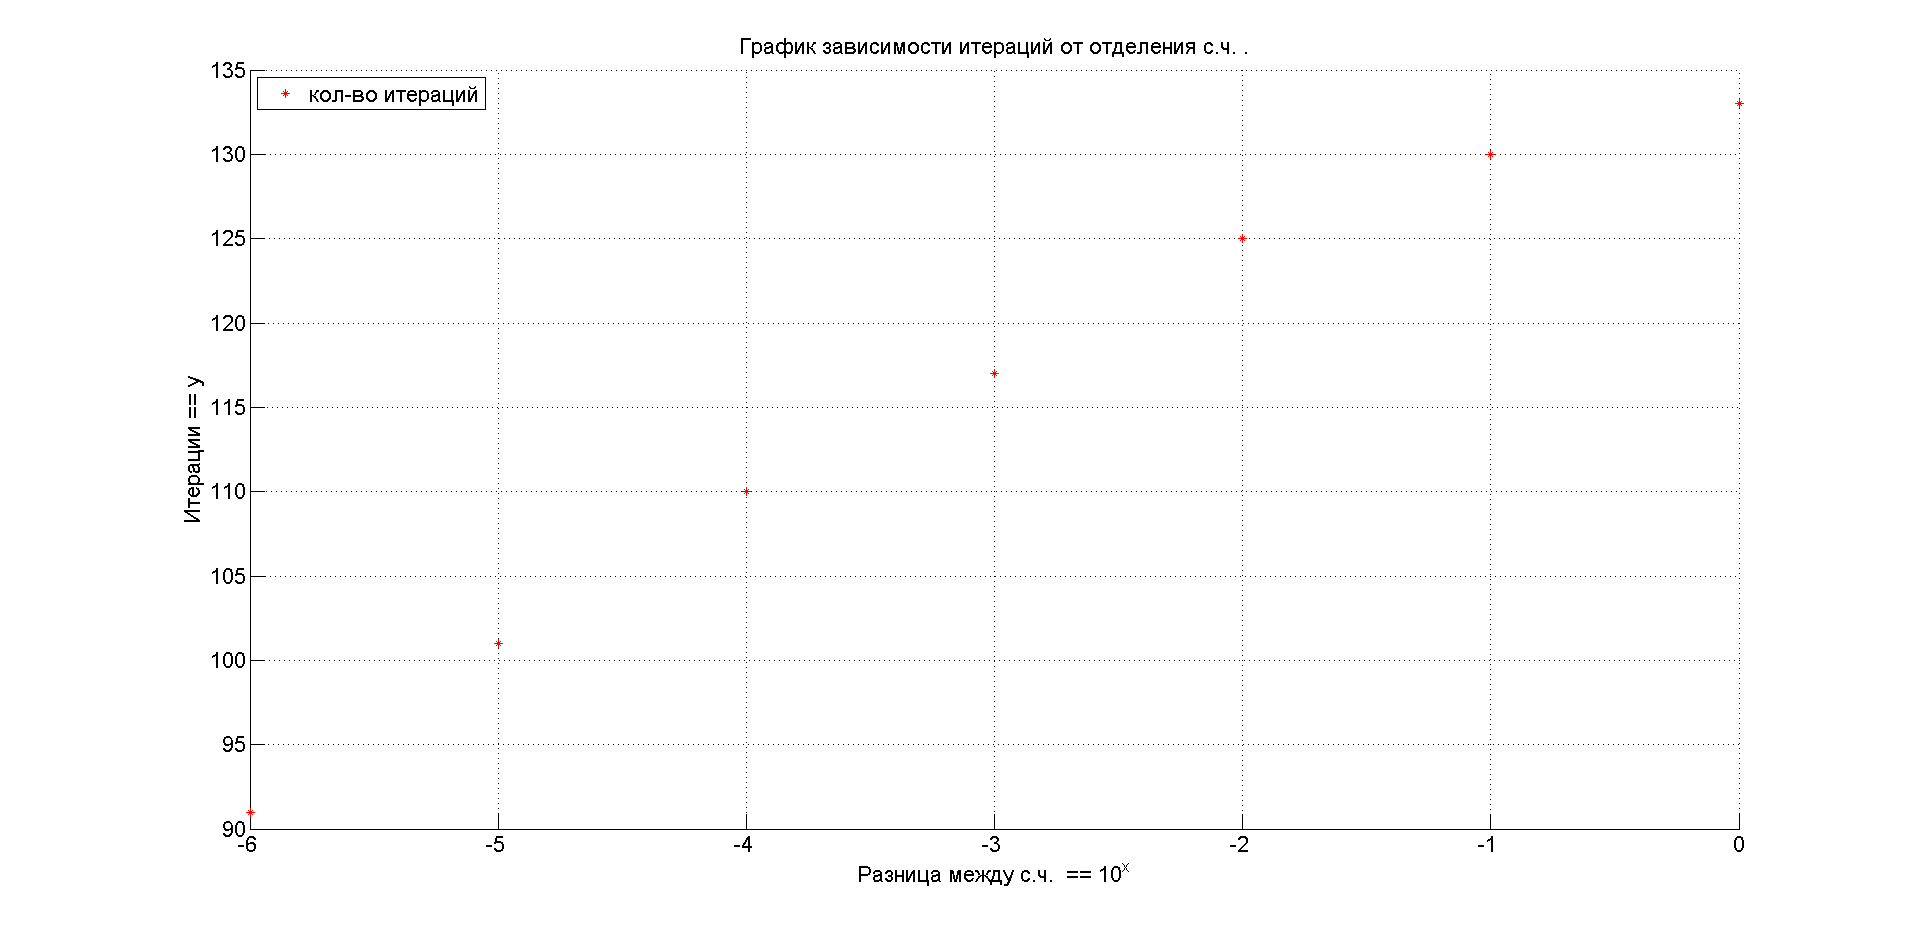 График зависимости итераций от отделения с.ч. .
кол-во итераций
Итерации == y
135
130
125
120
115
110
105
100
95
90
-6 -5 -4 -3 -2 -1 0
Разница между с.ч. == 10^x